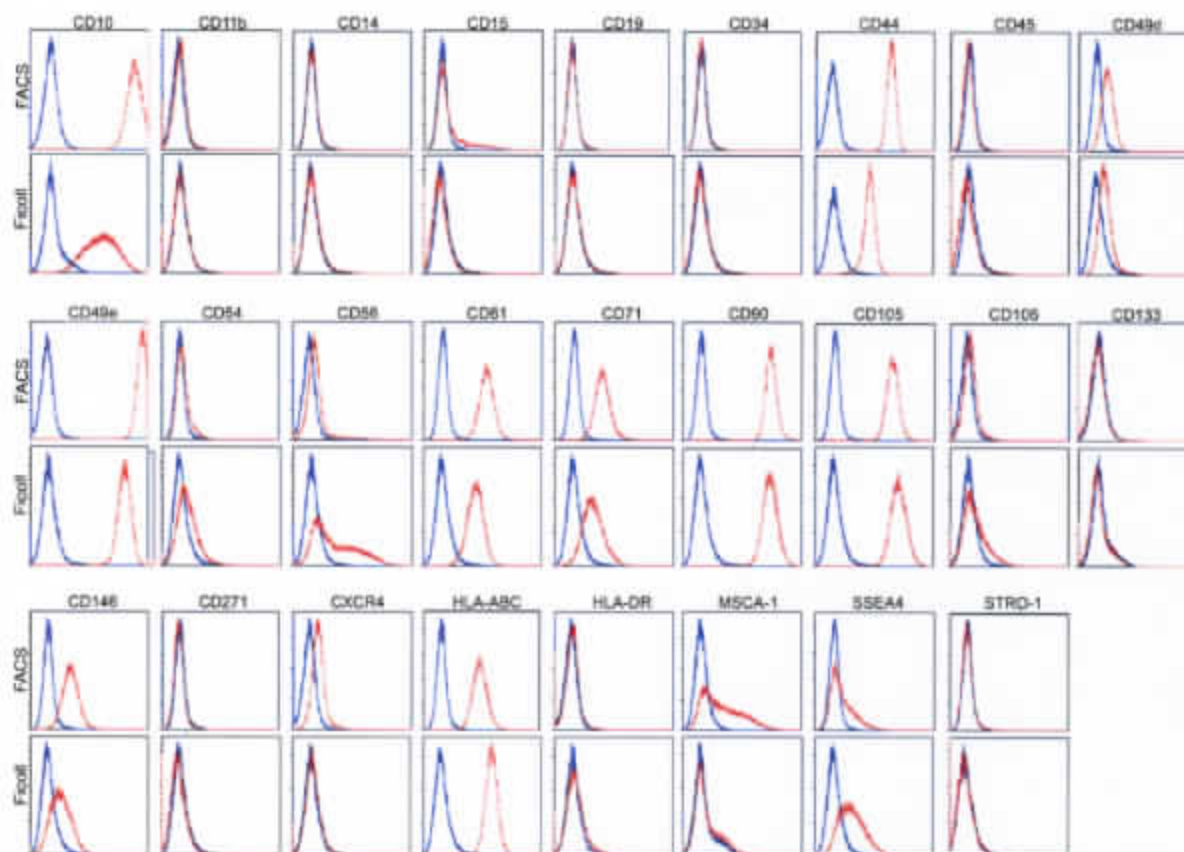 CD10 CD11b CD14 CD15 CD19 CD34 CD44 CD45 CD49d
FACS
Ficoll
CD49e CD54 CD56 CD61 CD71 CD90 CD105 CD106 CD133
FACS
Ficoll
CD146 CD271 CXCR4 HLA-ABC HLA-DR MSCA-1 SSEA4 STRO-1
FACS
Ficoll